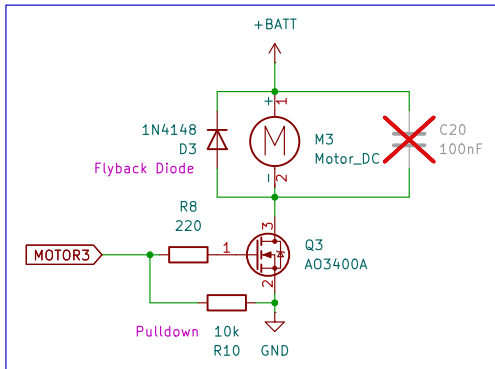 +BATT
+
1
1N4148
D3
Flyback Diode
M
M3
Motor_DC
C20
100nF
-
2
R8
220
MOTOR3
1
3
Q3
AO3400A
2
Pulldown
10k
R10
GND